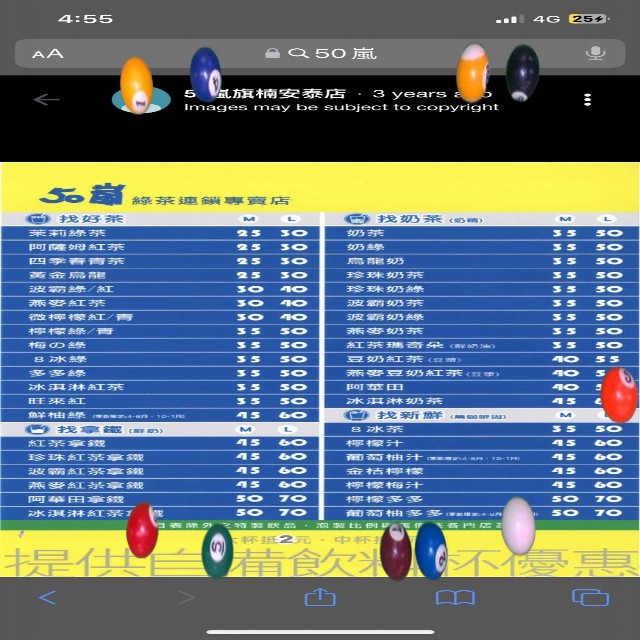 4:55 4G 25
AA 50 嵐
嵐旗楠安泰店 · 3 years ago
Images may be subject to copyright
50嵐 綠茶連鎖專賣店
找好茶 M L
茉莉綠茶 25 30
阿薩姆紅茶 25 30
四季春青茶 25 30
黃金烏龍 25 30
波霸綠/紅 30 40
燕麥紅茶 30 40
微檸檬紅/青 30 40
檸檬綠/青 35 50
梅の綠 35 50
8冰綠 35 50
多多綠 35 50
冰淇淋紅茶 35 50
旺來紅 35 50
鮮柚綠 45 60
找拿鐵 (鮮奶) M L
紅茶拿鐵 45 60
珍珠紅茶拿鐵 45 60
波霸紅茶拿鐵 45 60
燕麥紅茶拿鐵 45 60
阿華田拿鐵 50 70
冰淇淋紅茶 50 70
找奶茶 (奶精) M L
奶茶 35 50
奶綠 35 50
烏龍奶 35 50
珍珠奶茶 35 50
珍珠奶綠 35 50
波霸奶茶 35 50
波霸奶綠 35 50
燕麥奶茶 35 50
紅茶瑪奇朵 35 50
豆奶紅茶 40 55
燕麥豆奶紅茶 40
阿華田 40
冰淇淋奶茶 45 60
找新鮮 M
8冰茶 35 50
檸檬汁 45 60
葡萄柚汁 45 60
金桔檸檬 45 60
檸檬梅汁 45 60
檸檬多多 50 70
葡萄柚多多 50 70
大杯抵2元、中杯
提供自備飲料杯優惠